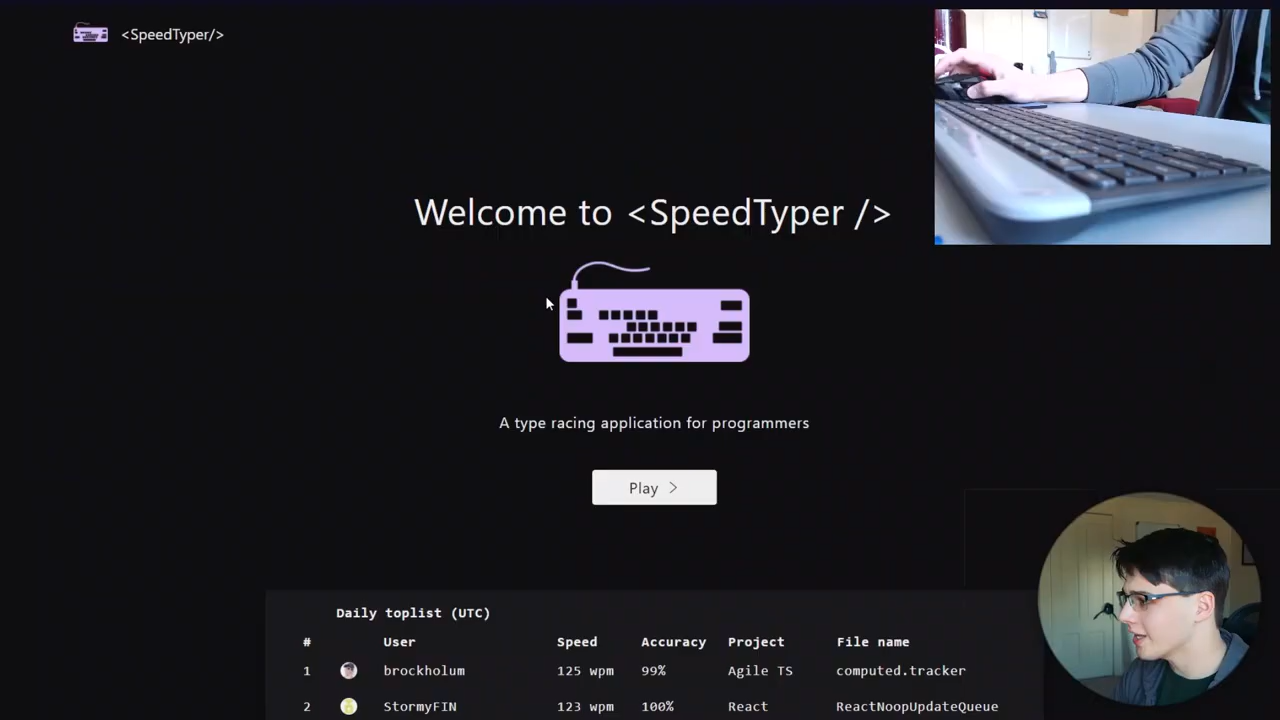 <SpeedTyper/>
Welcome to <SpeedTyper />
A type racing application for programmers
Play >
Daily toplist (UTC)
# User Speed Accuracy Project File name
1 brockholum 125 wpm 99% Agile TS computed.tracker
2 StormyFIN 123 wpm 100% React ReactNoopUpdateQueue